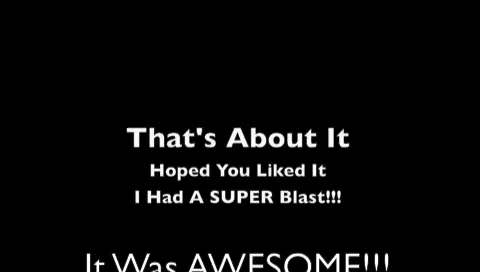 That's About It
Hoped You Liked It
I Had A SUPER Blast!!!
It Was AWESOME!!!